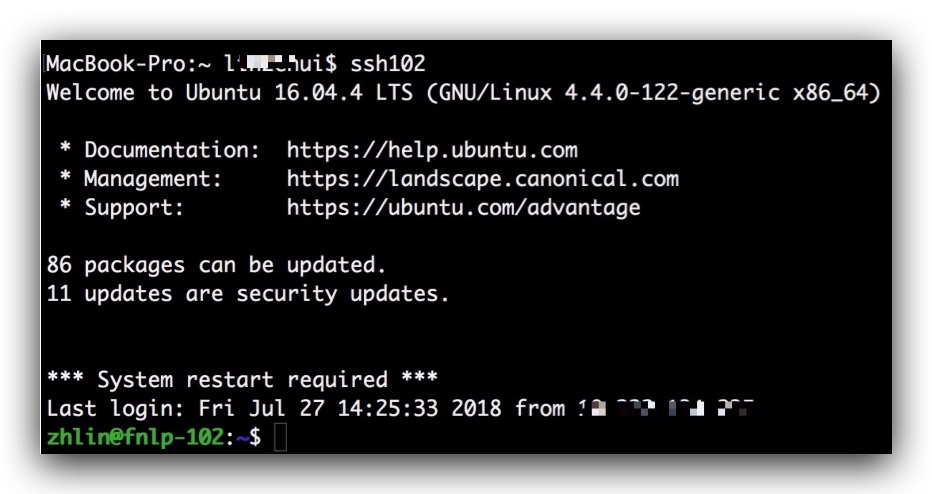 MacBook-Pro:~ $ ssh102
Welcome to Ubuntu 16.04.4 LTS (GNU/Linux 4.4.0-122-generic x86_64)
* Documentation: https://help.ubuntu.com
* Management: https://landscape.canonical.com
* Support: https://ubuntu.com/advantage
86 packages can be updated.
11 updates are security updates.
*** System restart required ***
Last login: Fri Jul 27 14:25:33 2018 from
zhlin@fnlp-102:~$